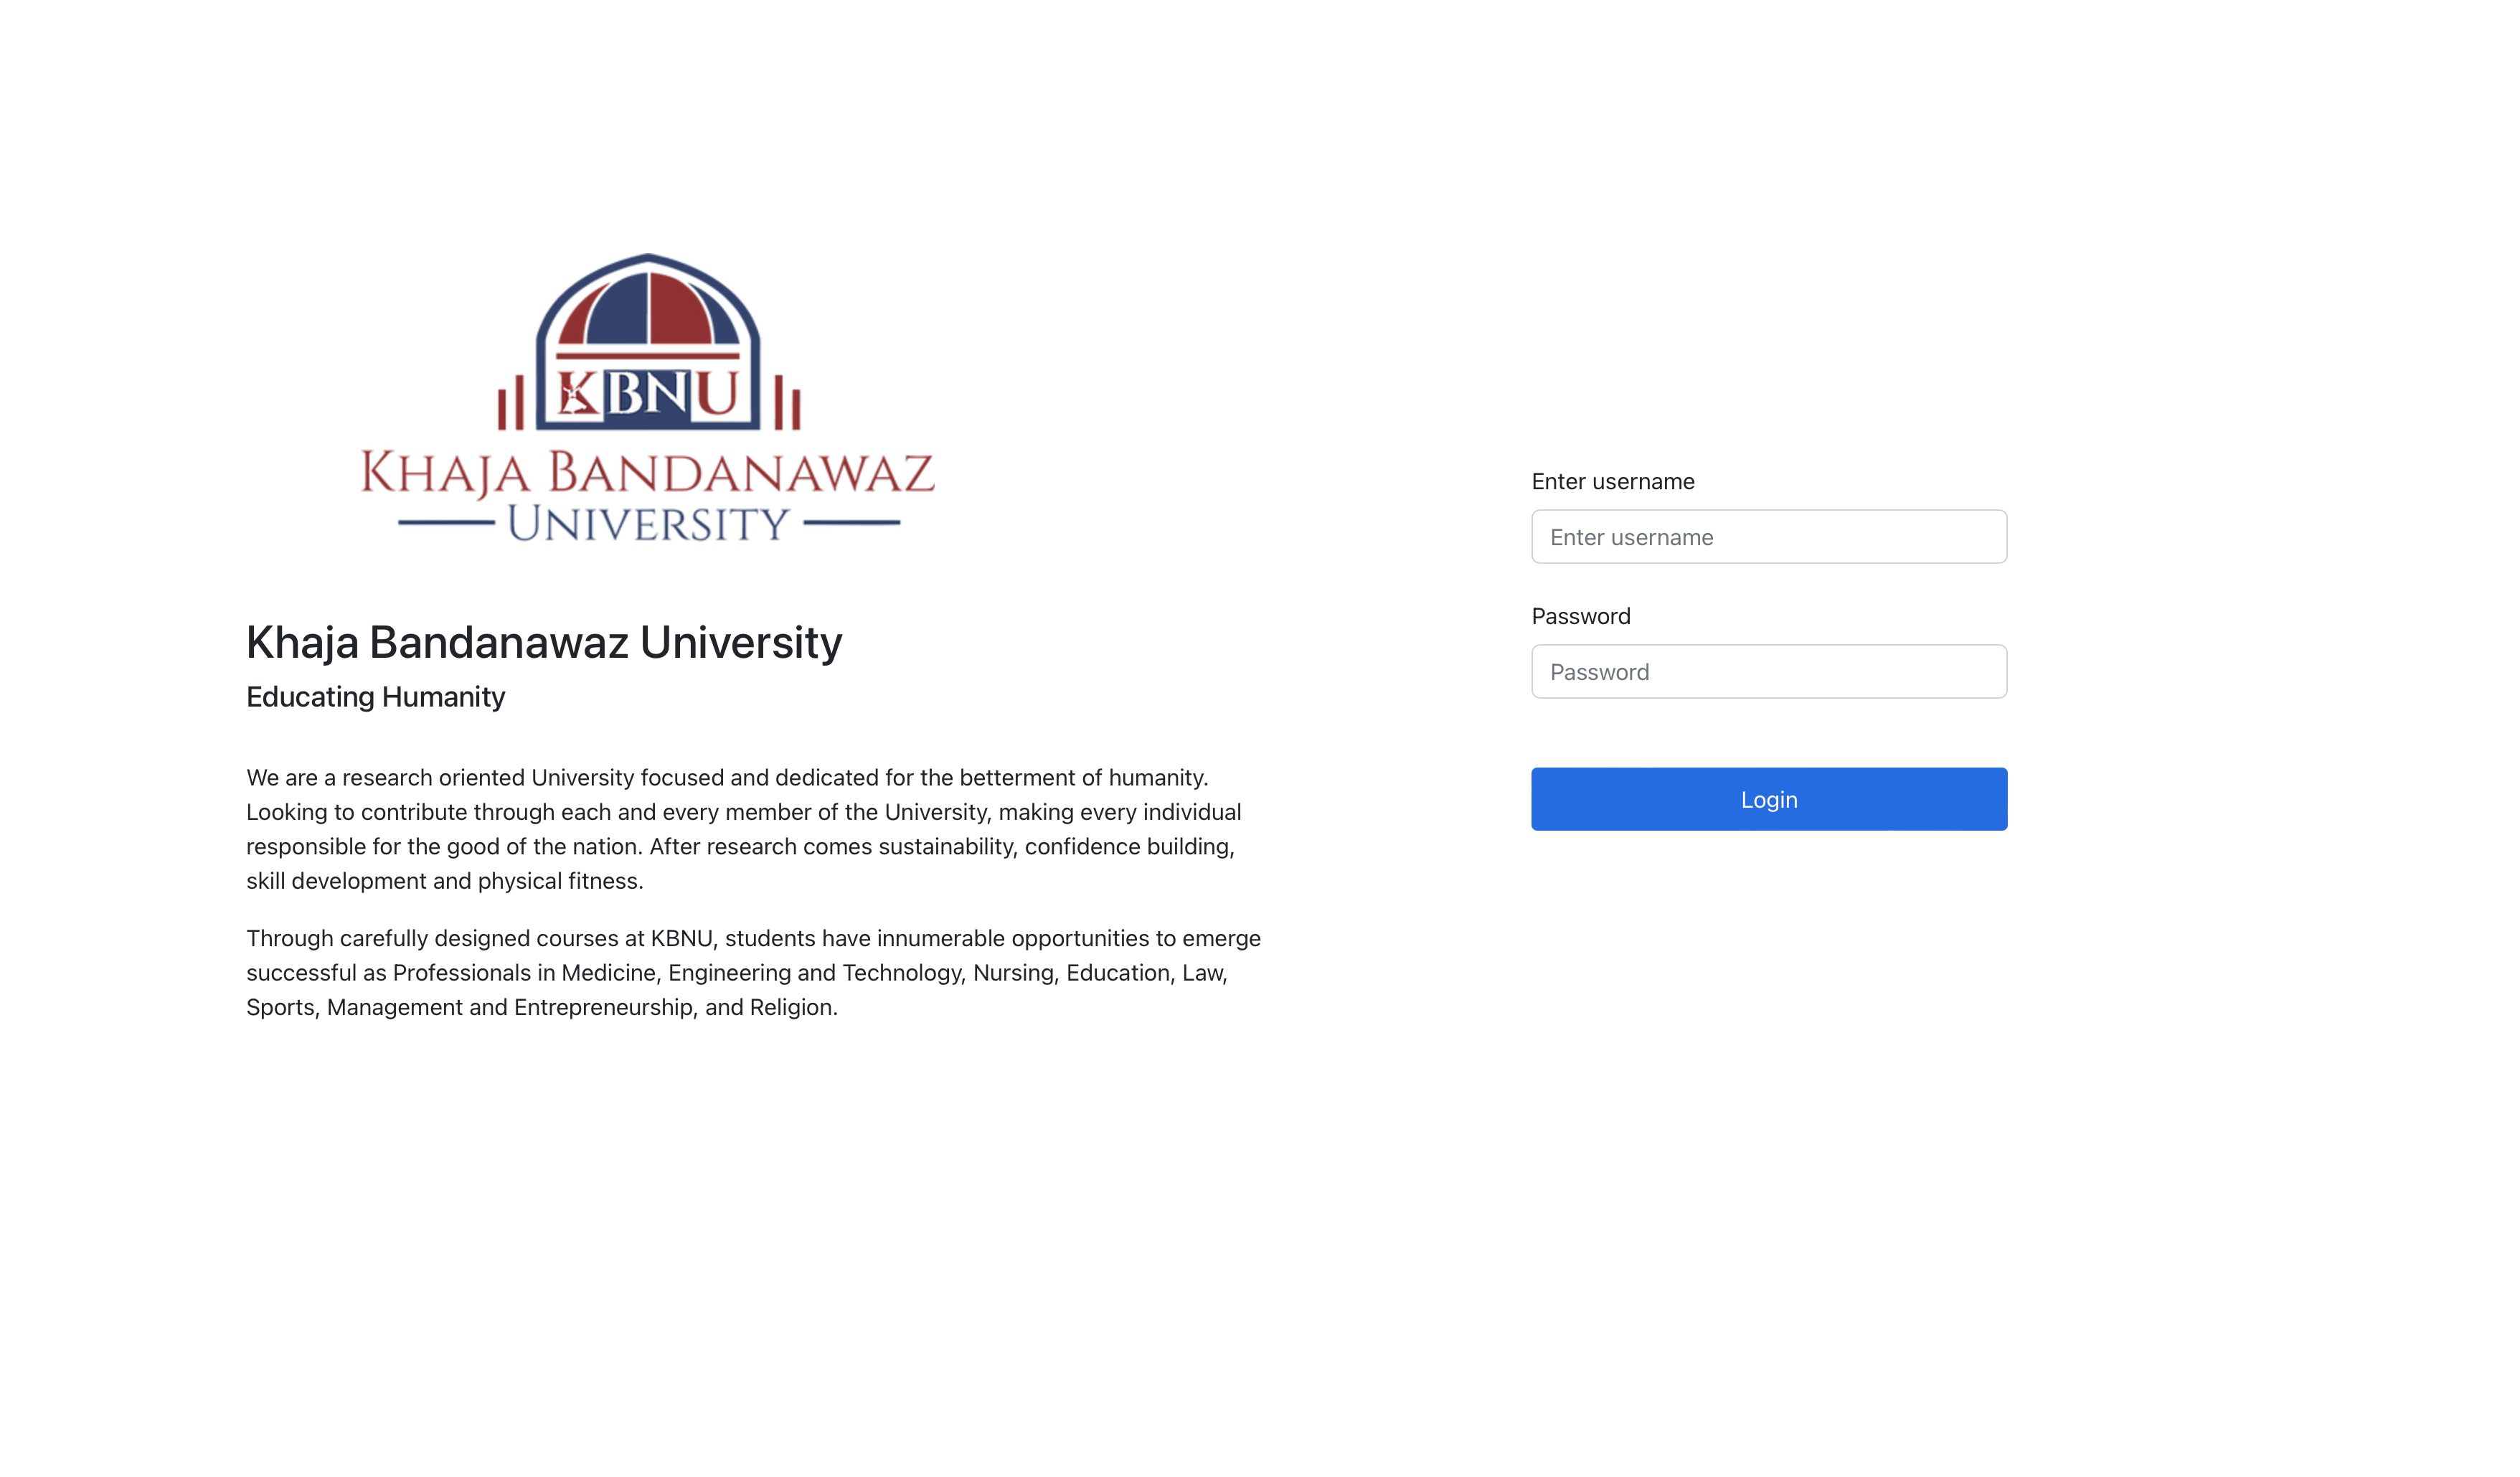 KBNU
KHAJA BANDANAWAZ
UNIVERSITY
Khaja Bandanawaz University
Educating Humanity
We are a research oriented University focused and dedicated for the betterment of humanity.
Looking to contribute through each and every member of the University, making every individual
responsible for the good of the nation. After research comes sustainability, confidence building,
skill development and physical fitness.
Through carefully designed courses at KBNU, students have innumerable opportunities to emerge
successful as Professionals in Medicine, Engineering and Technology, Nursing, Education, Law,
Sports, Management and Entrepreneurship, and Religion.
Enter username
Enter username
Password
Password
Login